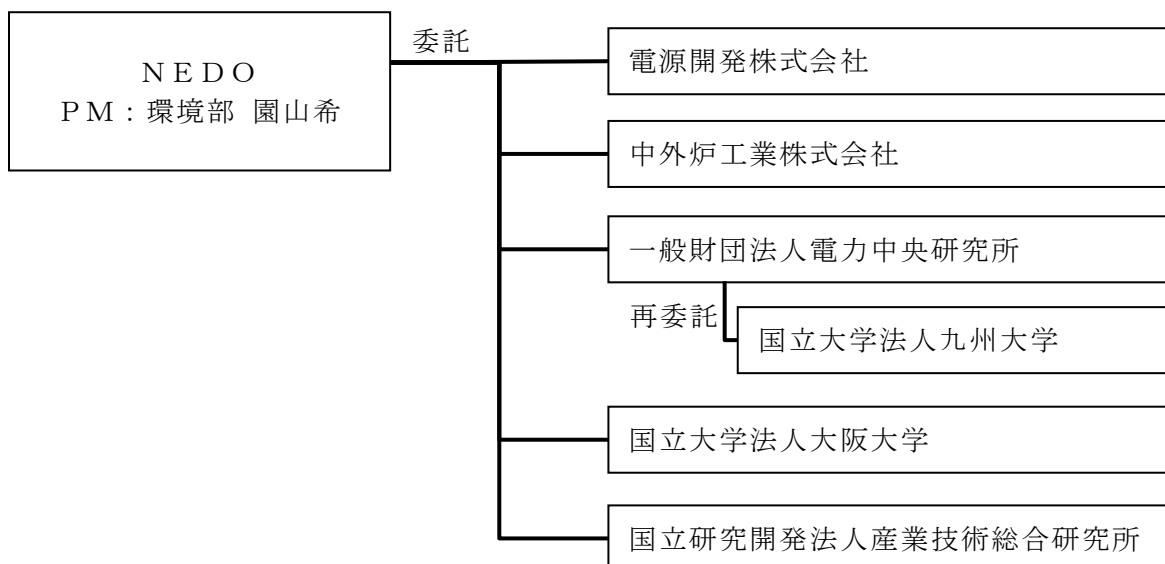 NEDO
PM:環境部 園山希
委託
電源開発株式会社
中外炉工業株式会社
一般財団法人電力中央研究所
再委託
国立大学法人九州大学
国立大学法人大阪大学
国立研究開発法人産業技術総合研究所